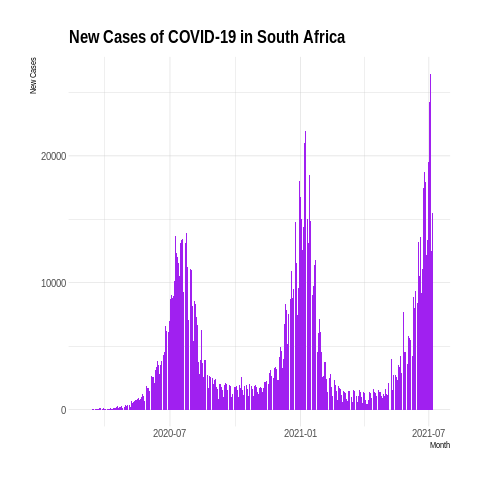 New Cases of COVID-19 in South Africa
New Cases
20000
10000
0
2020-07
2021-01
2021-07
Month